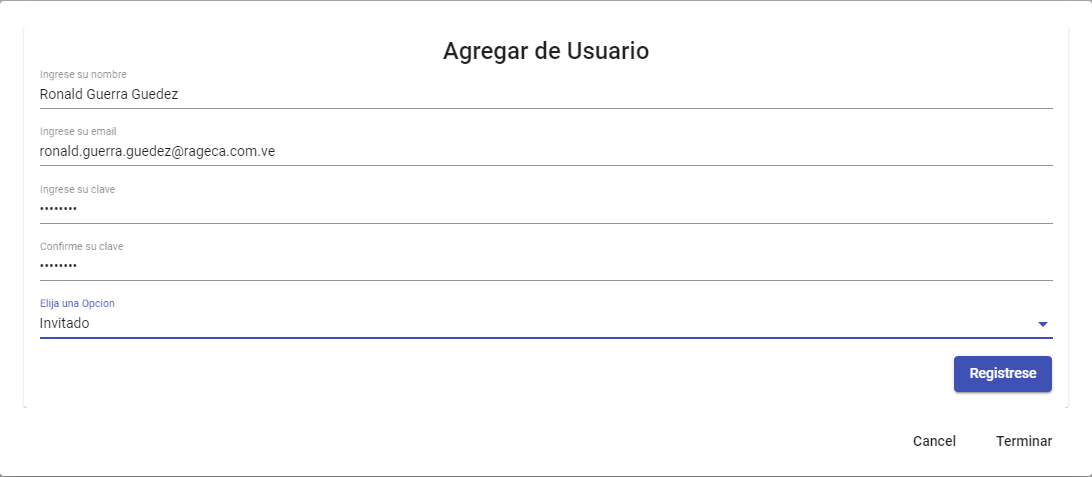 Agregar de Usuario
Ingrese su nombre
Ronald Guerra Guedez
Ingrese su email
ronald.guerra.guedez@rageca.com.ve
Ingrese su clave
••••••••
Confirme su clave
••••••••
Elija una Opcion
Invitado
Registrese
Cancel Terminar